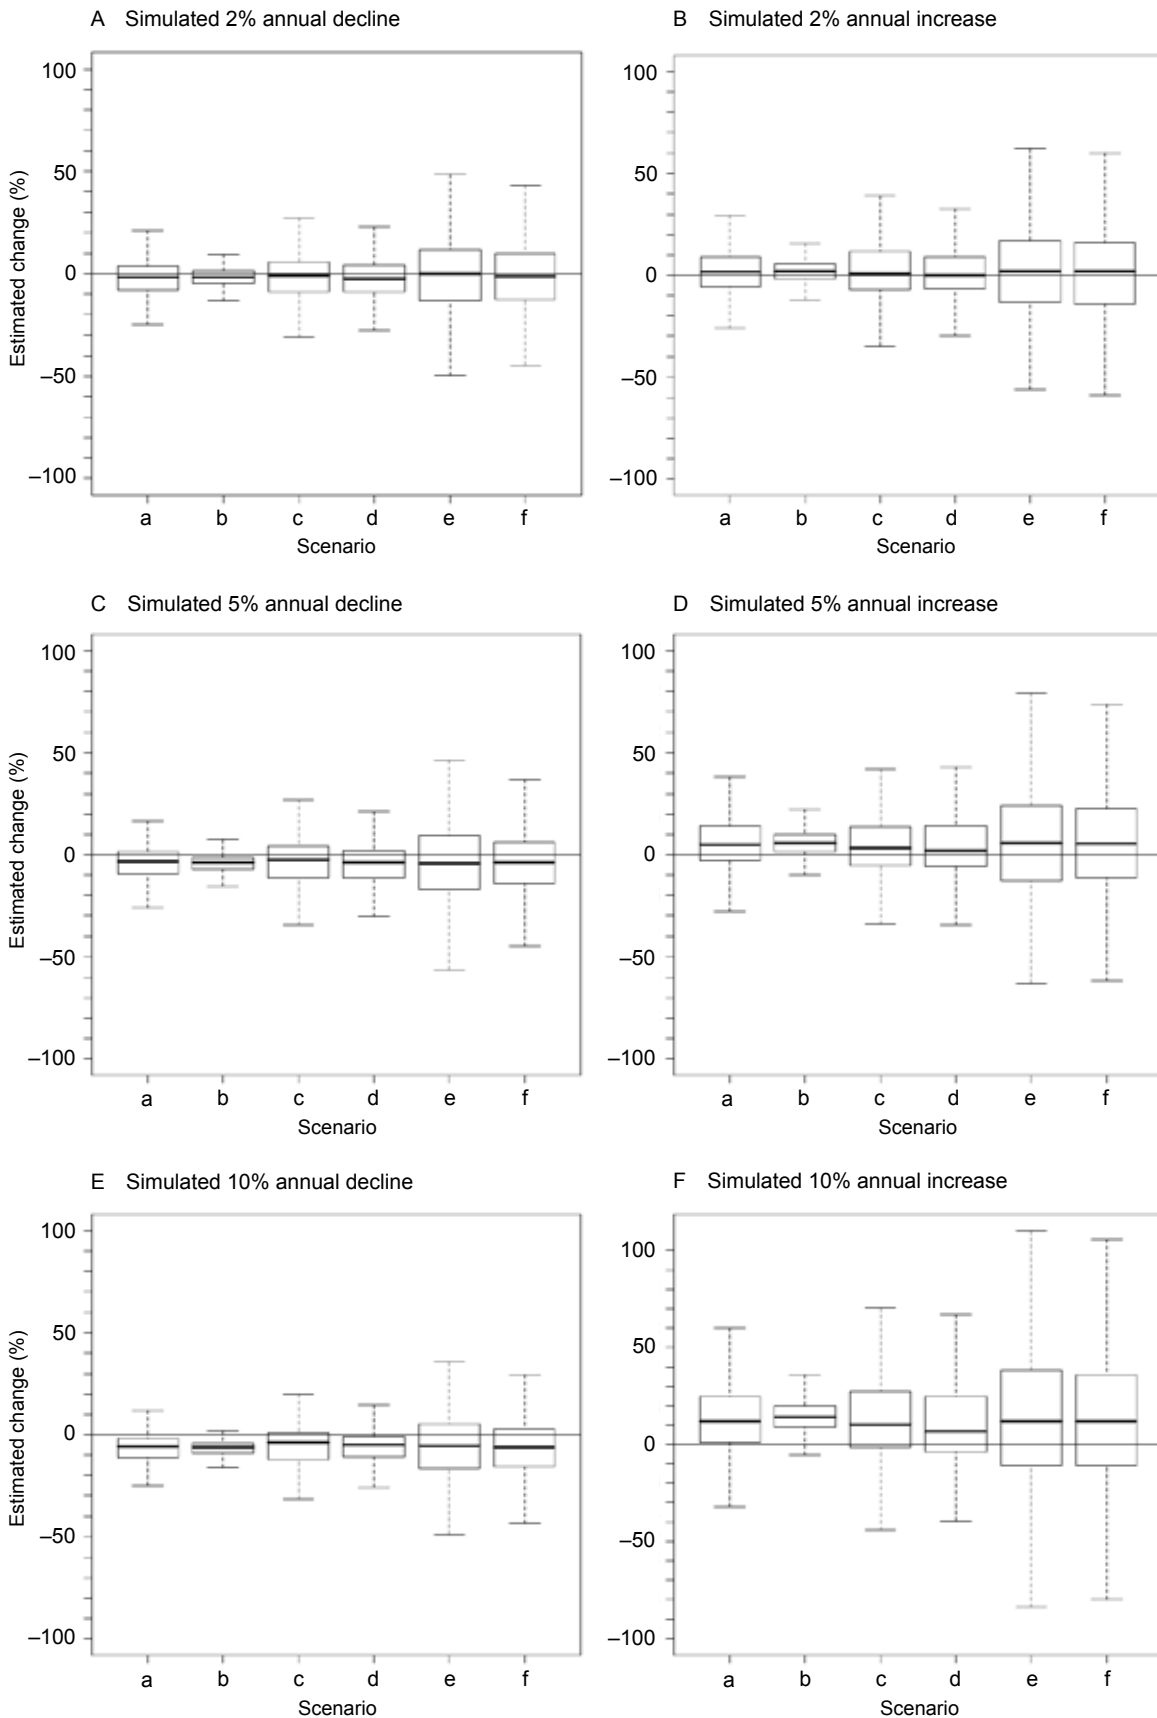 A Simulated 2% annual decline
100
50
0
–50
–100
Estimated change (%)
a b c d e f
Scenario
B Simulated 2% annual increase
100
50
0
–50
–100
a b c d e f
Scenario
C Simulated 5% annual decline
100
50
0
–50
–100
Estimated change (%)
a b c d e f
Scenario
D Simulated 5% annual increase
100
50
0
–50
–100
a b c d e f
Scenario
E Simulated 10% annual decline
100
50
0
–50
–100
Estimated change (%)
a b c d e f
Scenario
F Simulated 10% annual increase
100
50
0
–50
–100
a b c d e f
Scenario